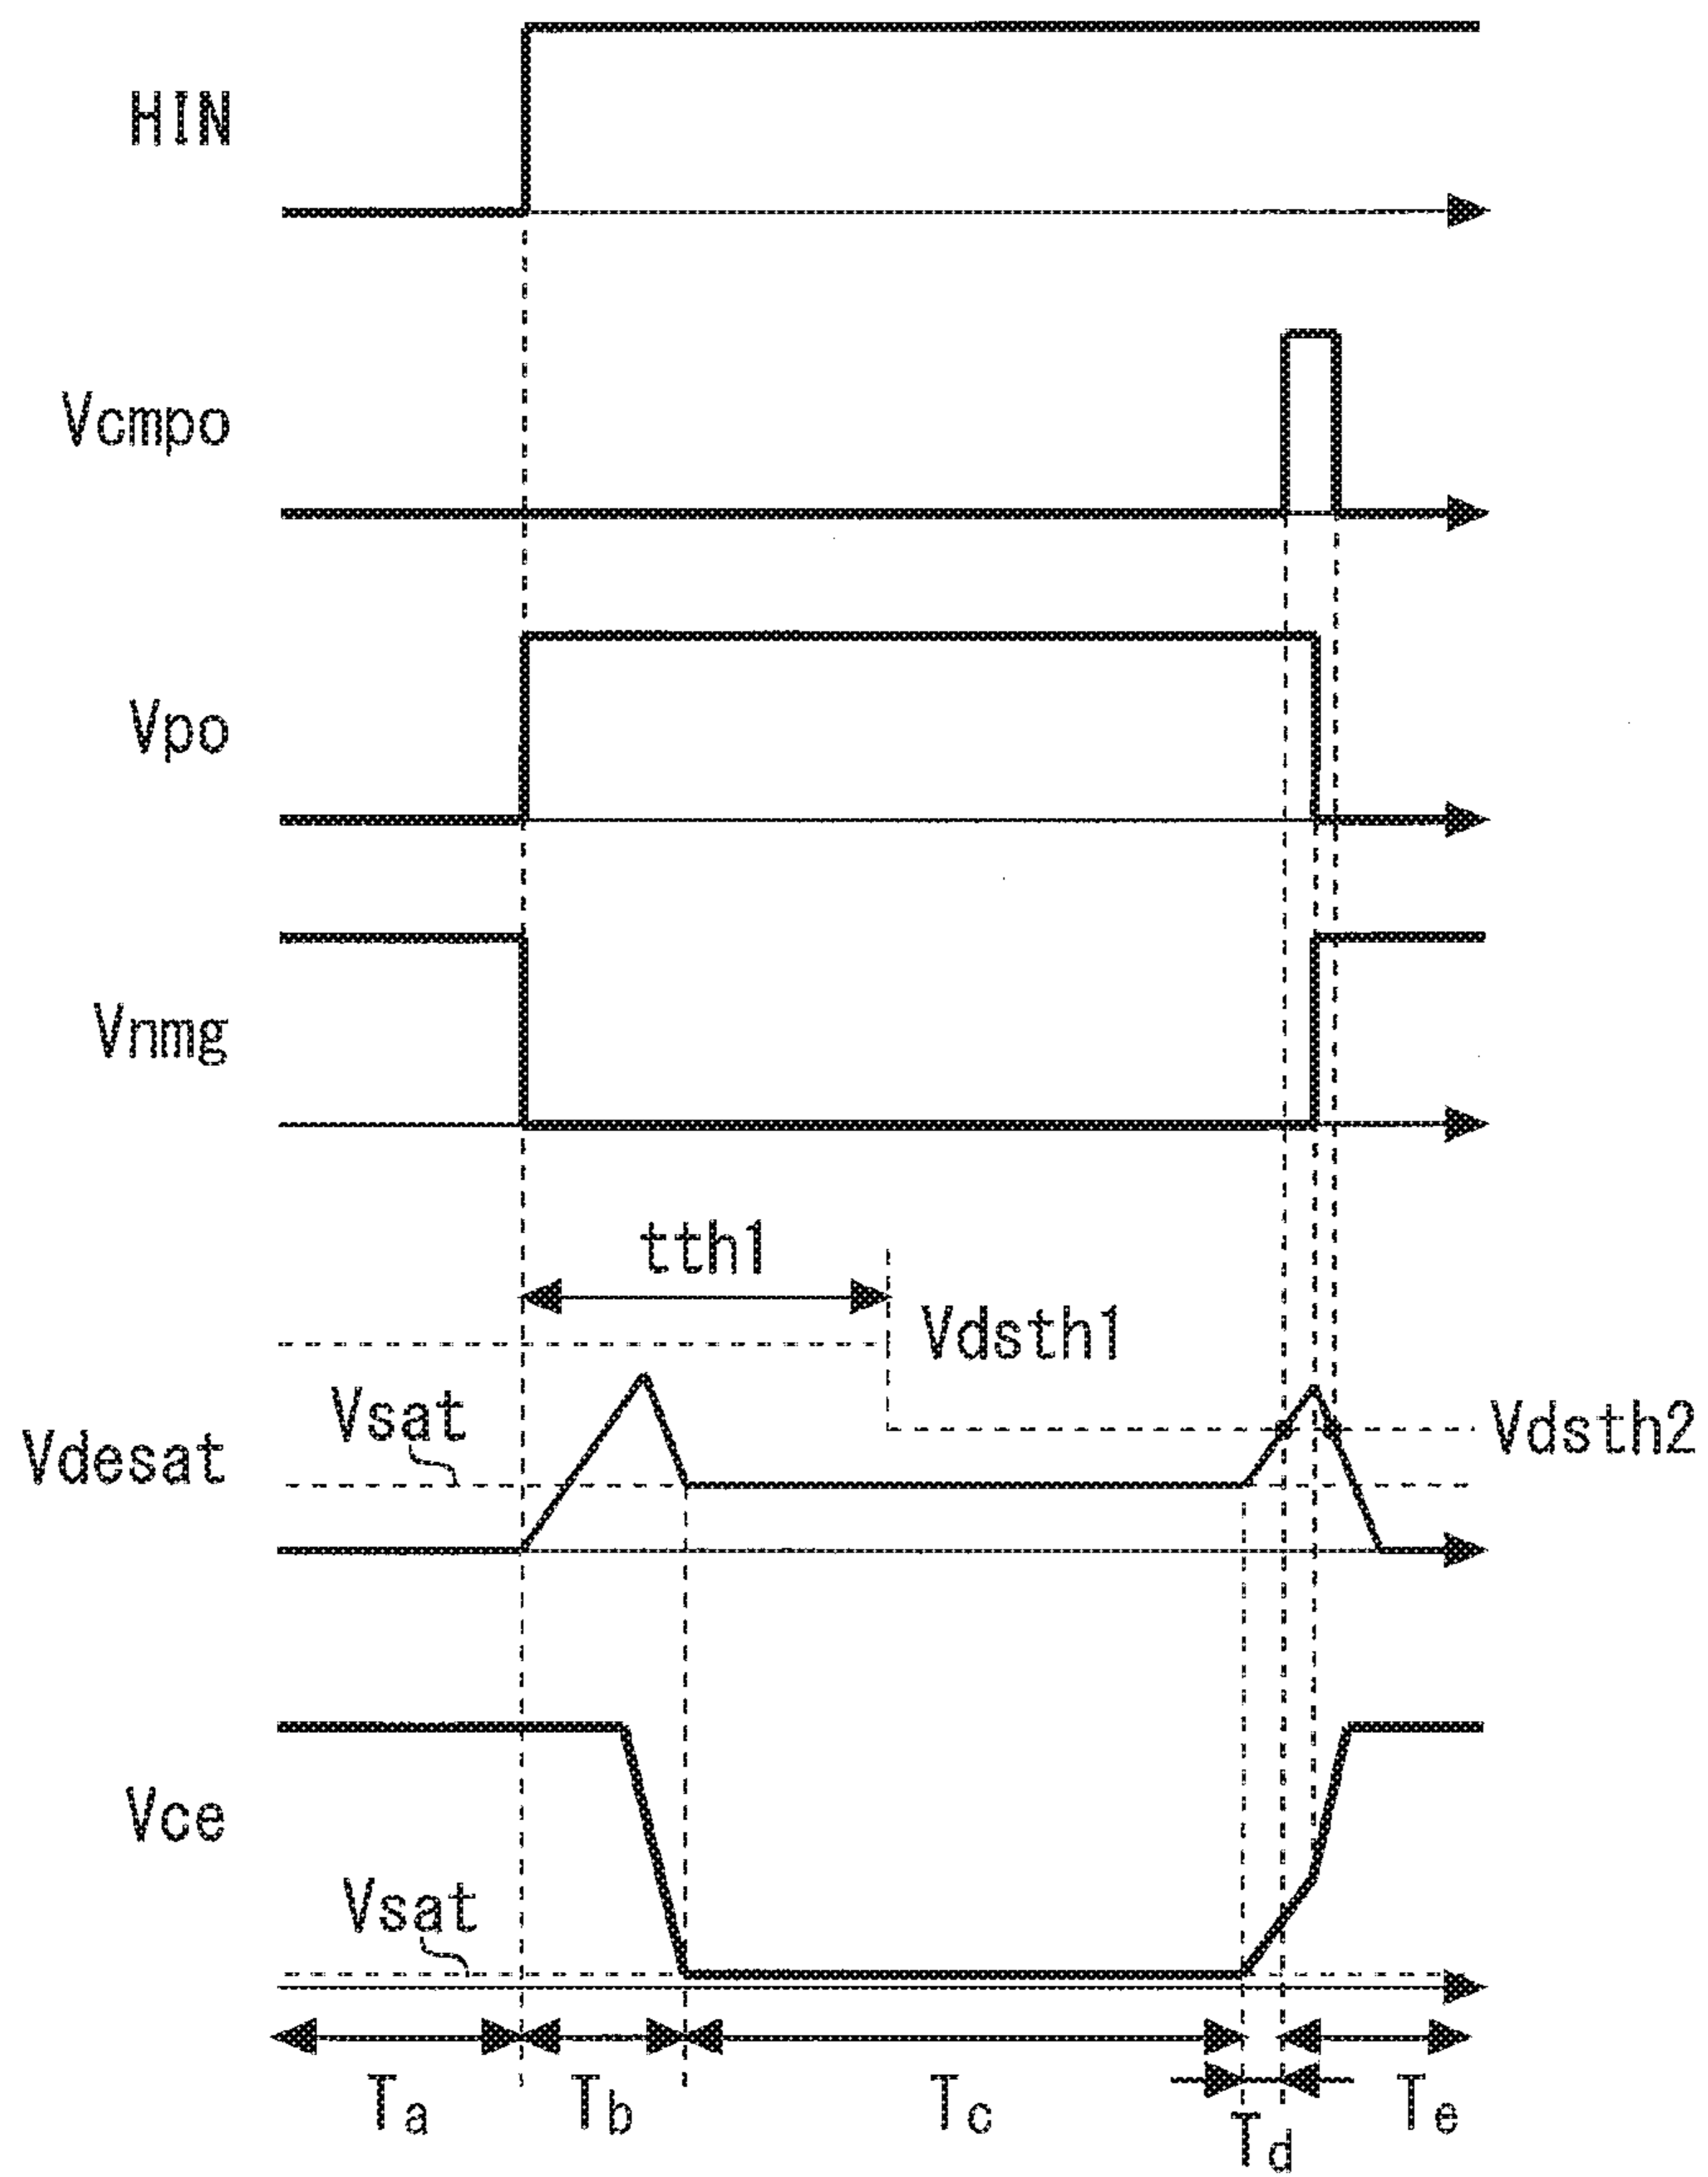 HIN
Vcmpo
Vpo
Vnmg
tth1
Vdsth1
Vsat
Vdesat
Vdsth2
Vce
Vsat
Ta Tb Tc Td Te